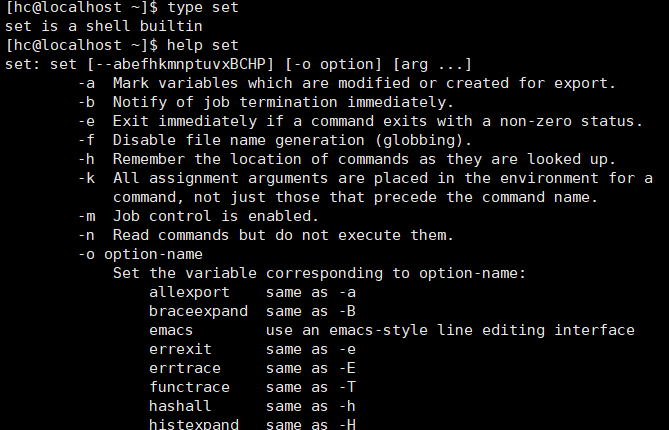 [hc@localhost ~]$ type set
set is a shell builtin
[hc@localhost ~]$ help set
set: set [--abefhkmnptuvxBCHP] [-o option] [arg ...]
        -a  Mark variables which are modified or created for export.
        -b  Notify of job termination immediately.
        -e  Exit immediately if a command exits with a non-zero status.
        -f  Disable file name generation (globbing).
        -h  Remember the location of commands as they are looked up.
        -k  All assignment arguments are placed in the environment for a
            command, not just those that precede the command name.
        -m  Job control is enabled.
        -n  Read commands but do not execute them.
        -o option-name
            Set the variable corresponding to option-name:
                allexport    same as -a
                braceexpand  same as -B
                emacs        use an emacs-style line editing interface
                errexit      same as -e
                errtrace     same as -E
                functrace    same as -T
                hashall      same as -h
                histexpand   same as -H